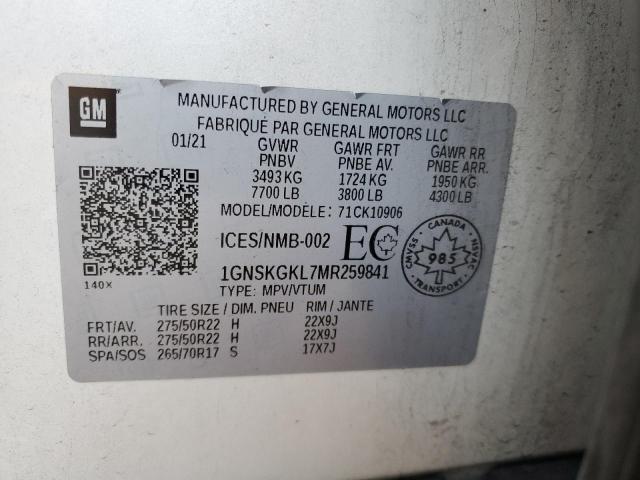 GM
MANUFACTURED BY GENERAL MOTORS LLC
FABRIQUÉ PAR GENERAL MOTORS LLC
01/21 GVWR GAWR FRT GAWR RR
PNBV PNBE AV. PNBE ARR.
3493 KG 1724 KG 1950 KG
7700 LB 3800 LB 4300 LB
MODEL/MODÈLE: 71CK10906
ICES/NMB-002 EC
1GNSKGKL7MR259841
TYPE: MPV/VTUM
140X
CANADA
CMVSS 985 NSVAC
TRANSPORT
TIRE SIZE / DIM. PNEU RIM / JANTE
FRT/AV. 275/50R22 H 22X9J
RR/ARR. 275/50R22 H 22X9J
SPA/SOS 265/70R17 S 17X7J